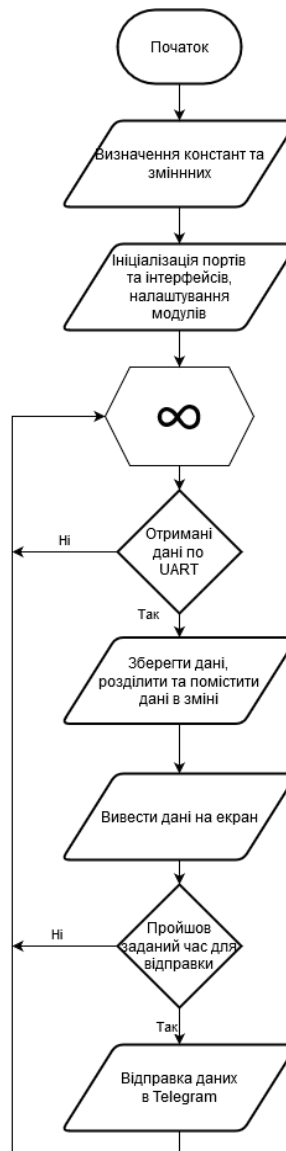 Початок
Визначення констант та
зміннних
Ініціалізація портів
та інтерфейсів,
налаштування
модулів
∞
Отримані
дані по
UART
Ні
Так
Зберегти дані,
розділити та помістити
дані в зміні
Вивести дані на екран
Пройшов
заданий час для
відправки
Ні
Так
Відправка даних
в Telegram